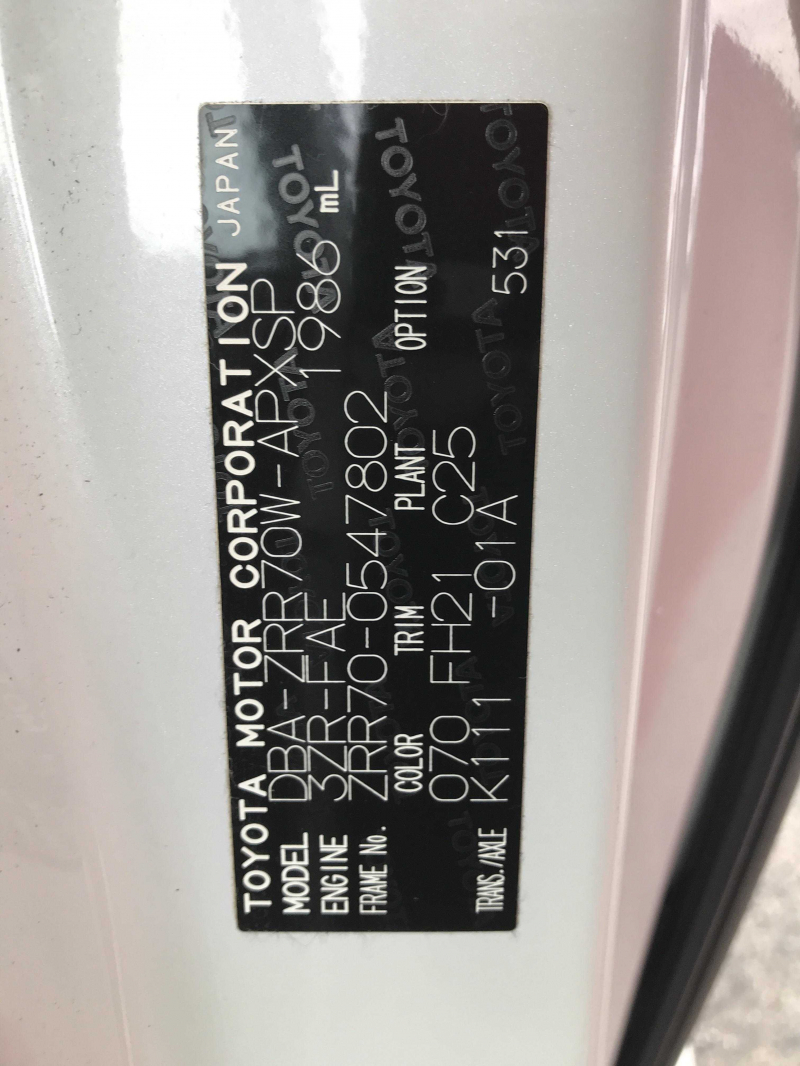 TOYOTA MOTOR CORPORATION JAPAN
MODEL DBA-ZRR70W-APXSP
ENGINE 3ZR-FAE 1986 mL
FRAME No. ZRR70-0547802
COLOR TRIM PLANT OPTION
070 FH21 C25 531
TRANS./AXLE K111 -01A